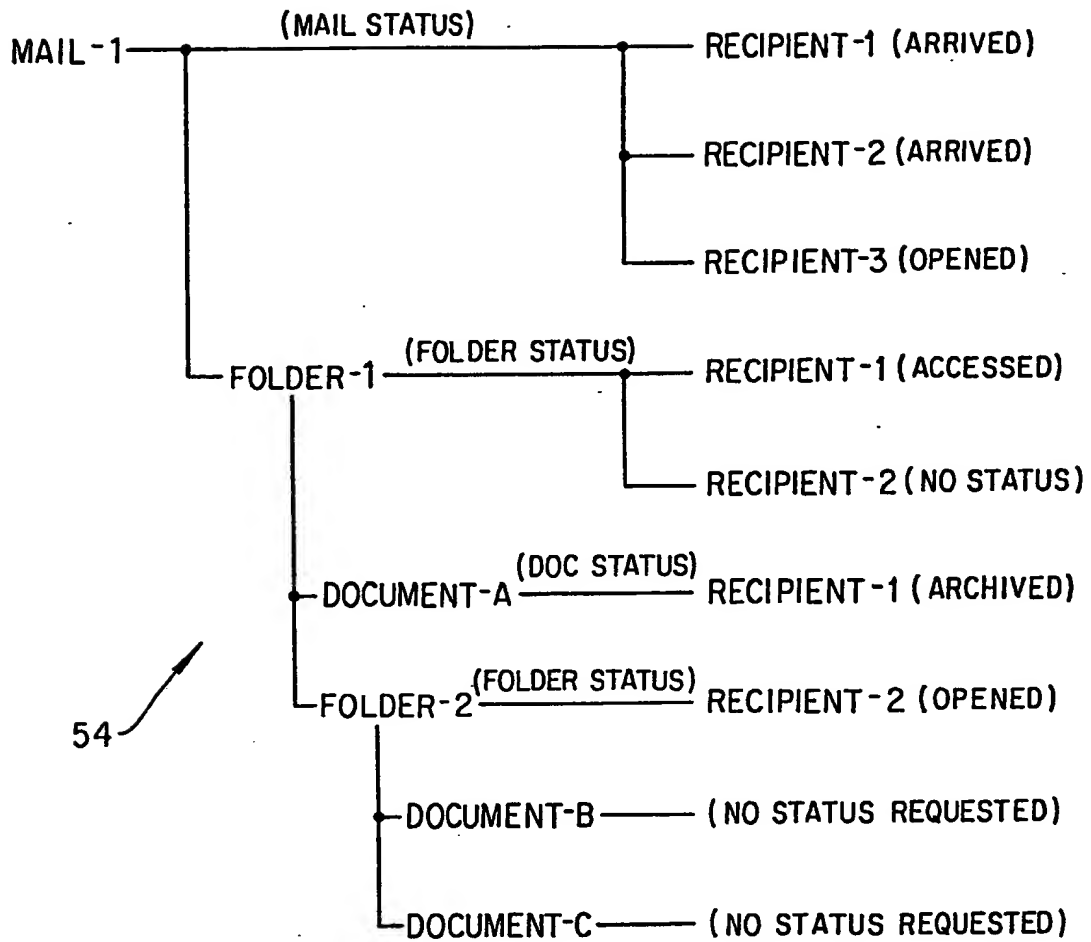 (MAIL STATUS)
MAIL-1
RECIPIENT-1 (ARRIVED)
RECIPIENT-2 (ARRIVED)
RECIPIENT-3 (OPENED)
FOLDER-1
(FOLDER STATUS)
RECIPIENT-1 (ACCESSED)
RECIPIENT-2 (NO STATUS)
DOCUMENT-A
(DOC STATUS)
RECIPIENT-1 (ARCHIVED)
FOLDER-2
(FOLDER STATUS)
RECIPIENT-2 (OPENED)
54
DOCUMENT-B
(NO STATUS REQUESTED)
DOCUMENT-C
(NO STATUS REQUESTED)